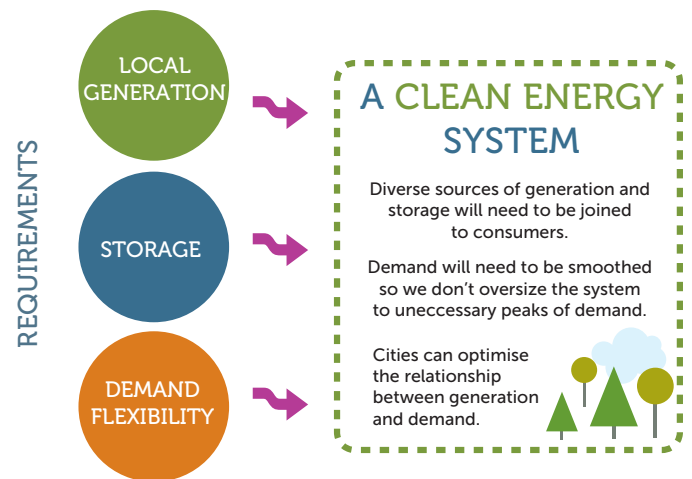 REQUIREMENTS
LOCAL
GENERATION
STORAGE
DEMAND
FLEXIBILITY
A CLEAN ENERGY
SYSTEM
Diverse sources of generation and
storage will need to be joined
to consumers.
Demand will need to be smoothed
so we don’t oversize the system
to uneccessary peaks of demand.
Cities can optimise
the relationship
between generation
and demand.